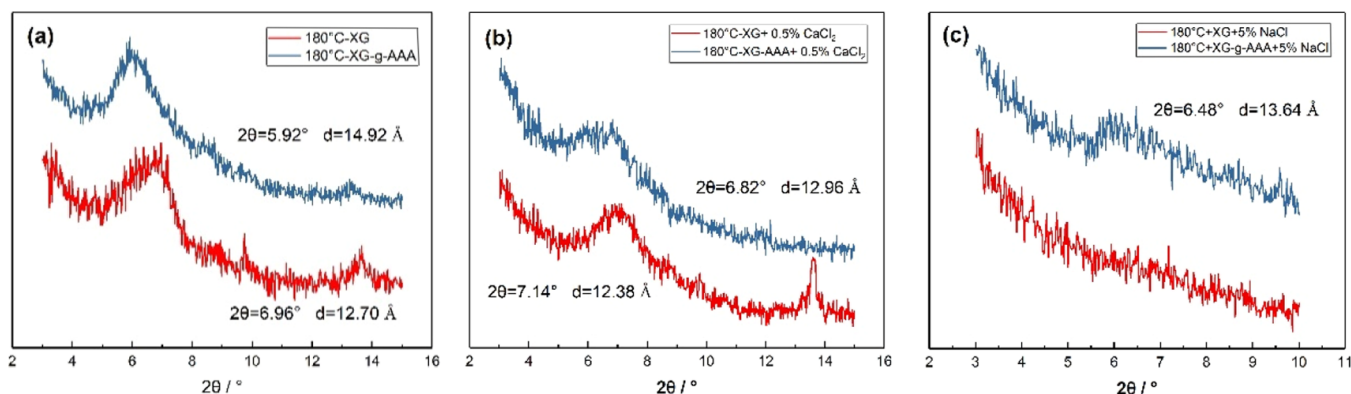 (a)
180°C-XG
180°C-XG-g-AAA
2θ=5.92° d=14.92 Å
2θ=6.96° d=12.70 Å
2 4 6 8 10 12 14 16
2θ / °
(b)
180°C-XG+ 0.5% CaCl₂
180°C-XG-AAA+ 0.5% CaCl₂
2θ=6.82° d=12.96 Å
2θ=7.14° d=12.38 Å
2 4 6 8 10 12 14 16
2θ / °
(c)
180°C+XG+5% NaCl
180°C+XG-g-AAA+5% NaCl
2θ=6.48° d=13.64 Å
2 3 4 5 6 7 8 9 10 11
2θ / °